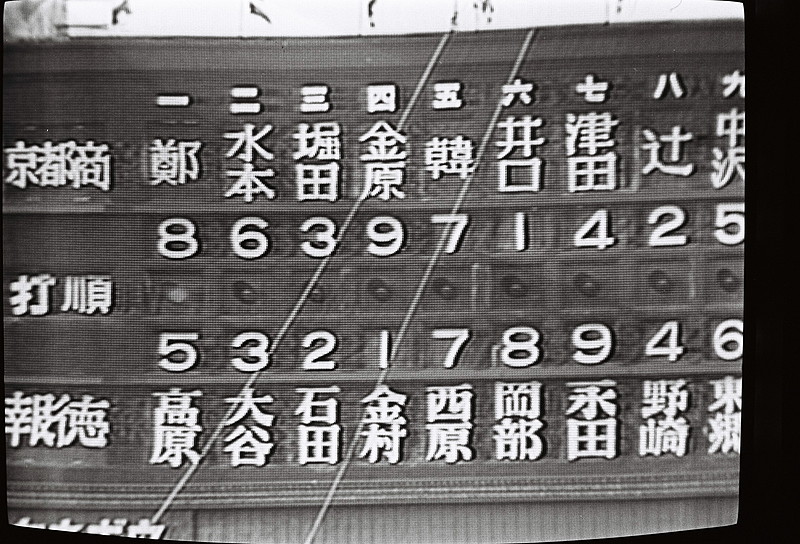 一 二 三 四 五 六 七 八 九
京都商 鄭 水本 堀田 金原 韓 井口 津田 辻 中沢
8 6 3 9 7 1 4 2 5
打順
5 3 2 1 7 8 9 4 6
報徳 高原 大谷 石田 金村 西原 岡部 永田 野崎 東郷